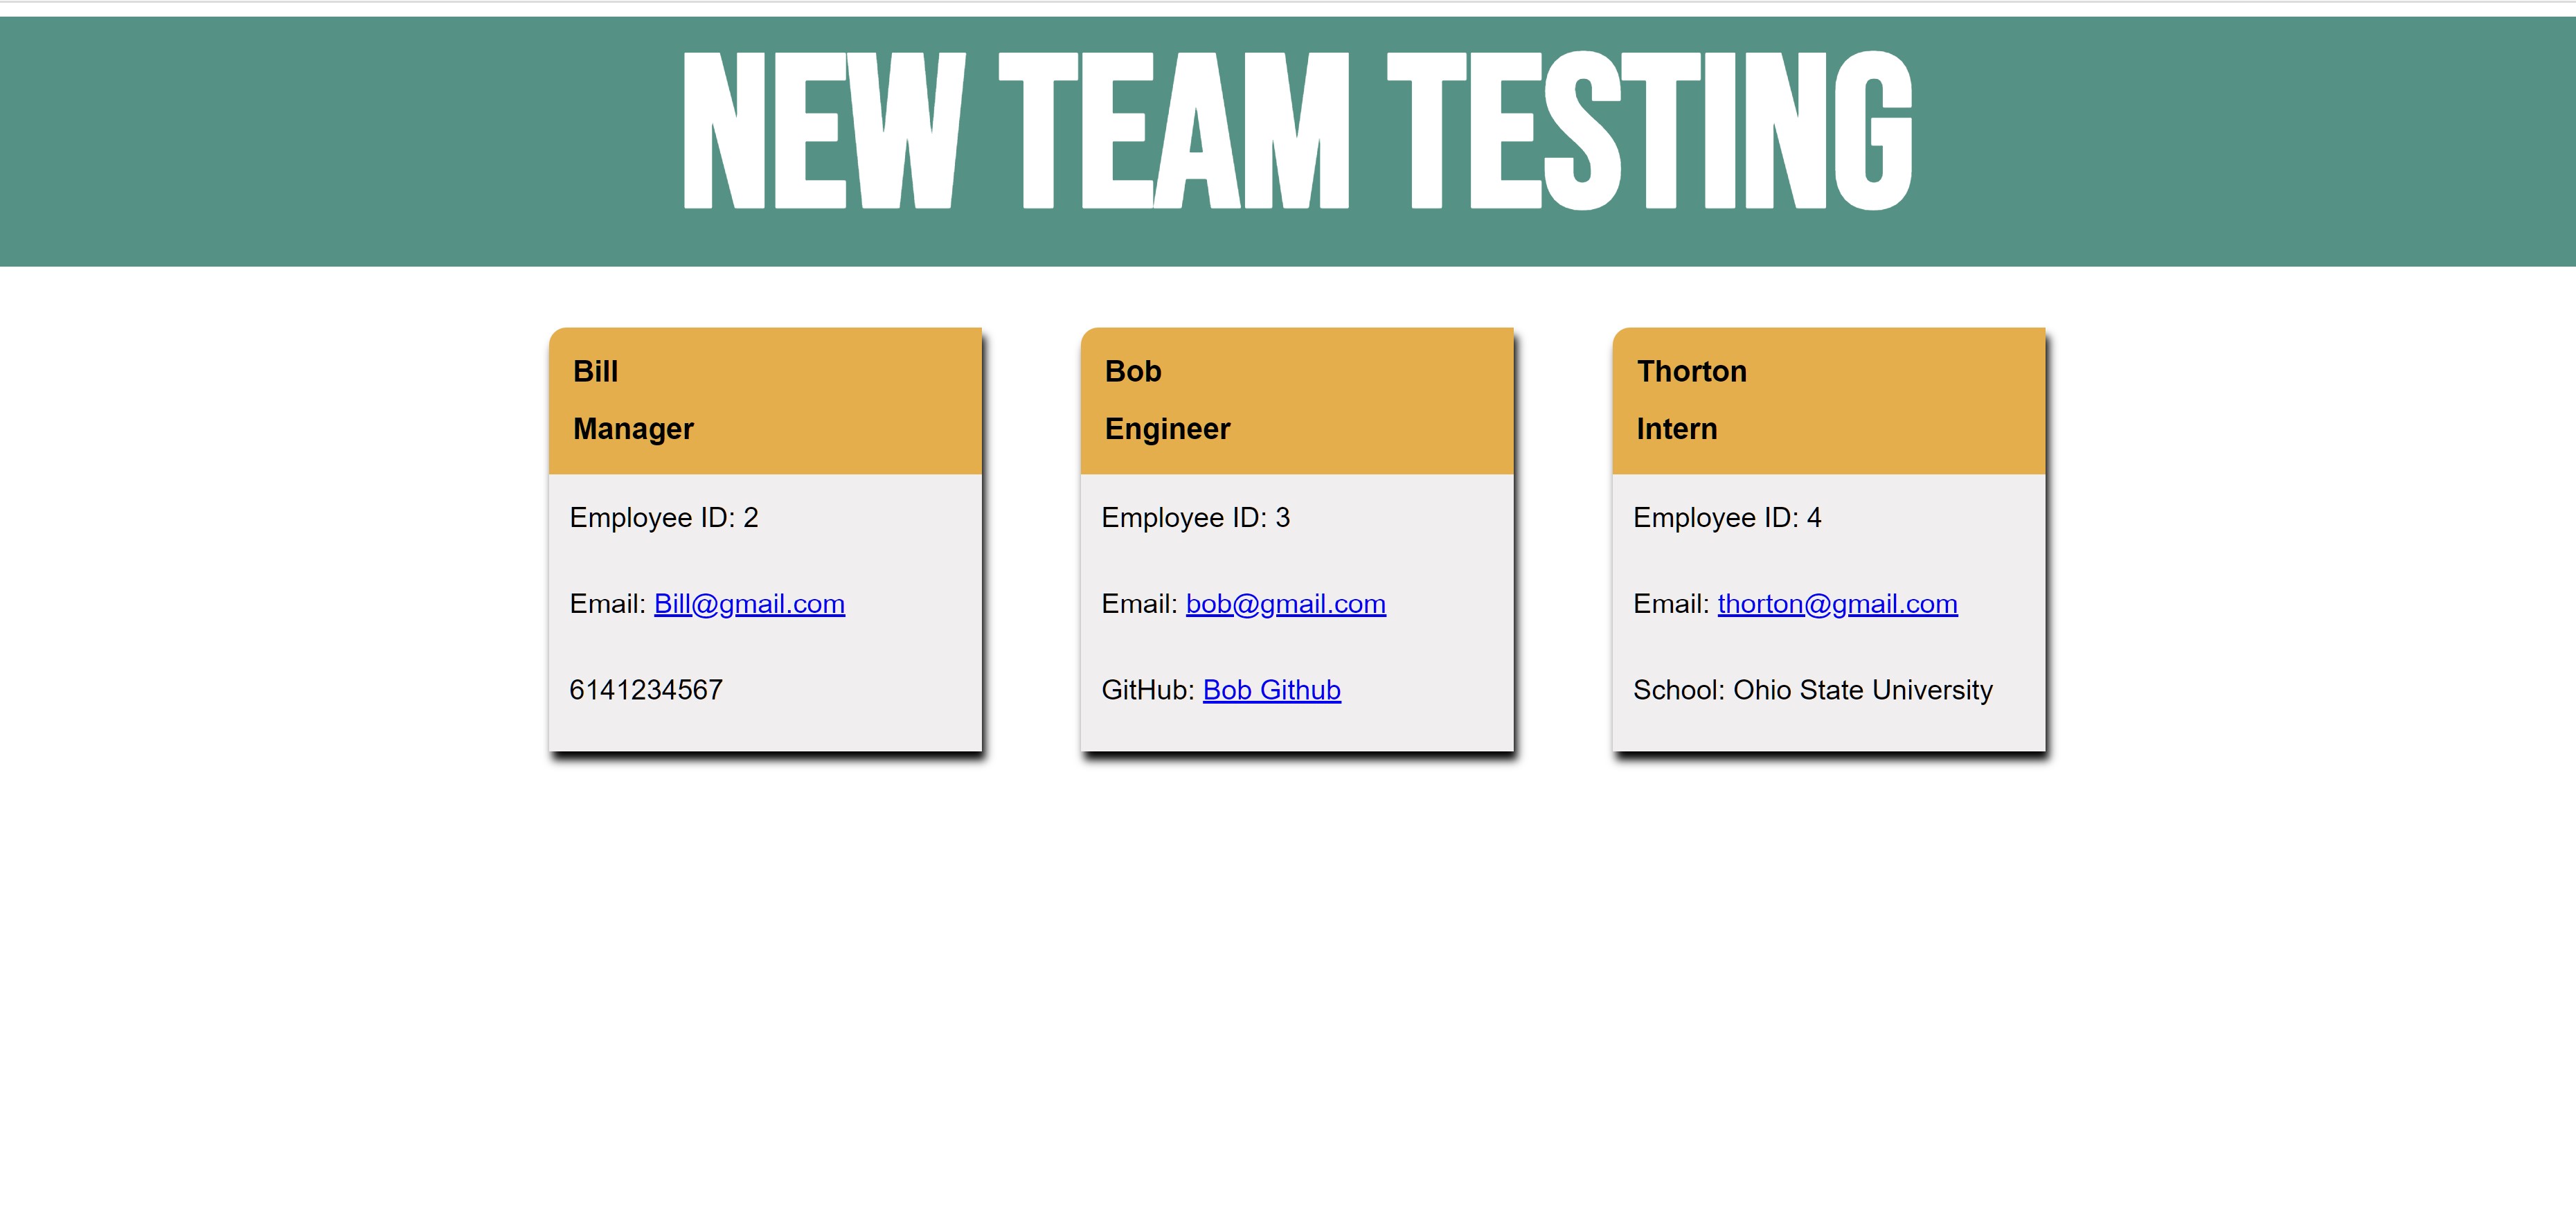 NEW TEAM TESTING
Bill
Manager
Employee ID: 2
Email: Bill@gmail.com
6141234567
Bob
Engineer
Employee ID: 3
Email: bob@gmail.com
GitHub: Bob Github
Thorton
Intern
Employee ID: 4
Email: thorton@gmail.com
School: Ohio State University